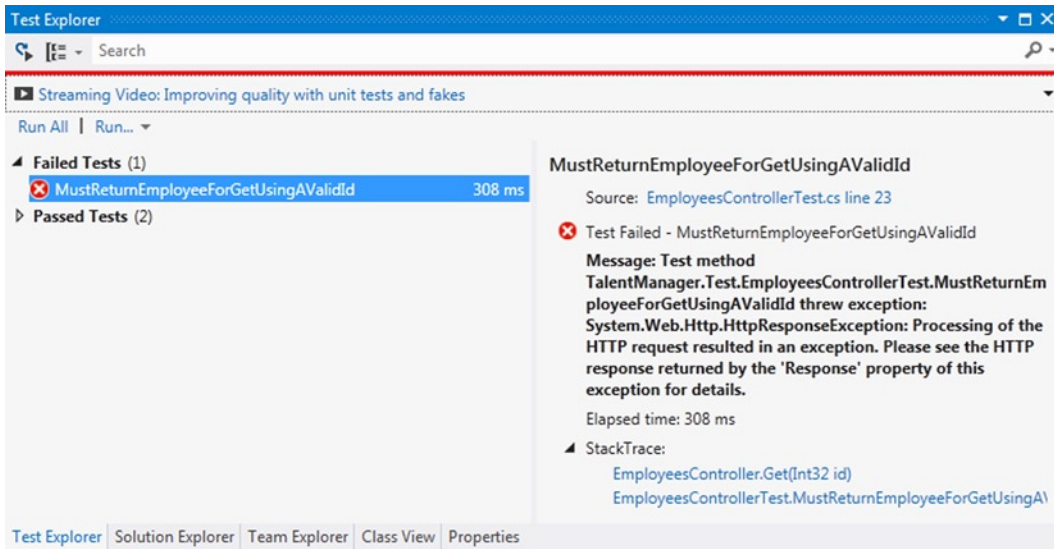 Test Explorer
Search
Streaming Video: Improving quality with unit tests and fakes
Run All | Run...
Failed Tests (1)
MustReturnEmployeeForGetUsingAValidId 308 ms
Passed Tests (2)
MustReturnEmployeeForGetUsingAValidId
Source: EmployeesControllerTest.cs line 23
Test Failed - MustReturnEmployeeForGetUsingAValidId
Message: Test method
TalentManager.Test.EmployeesControllerTest.MustReturnEm
ployeeForGetUsingAValidId threw exception:
System.Web.Http.HttpResponseException: Processing of the
HTTP request resulted in an exception. Please see the HTTP
response returned by the 'Response' property of this
exception for details.
Elapsed time: 308 ms
StackTrace:
EmployeesController.Get(Int32 id)
EmployeesControllerTest.MustReturnEmployeeForGetUsingAV
Test Explorer Solution Explorer Team Explorer Class View Properties